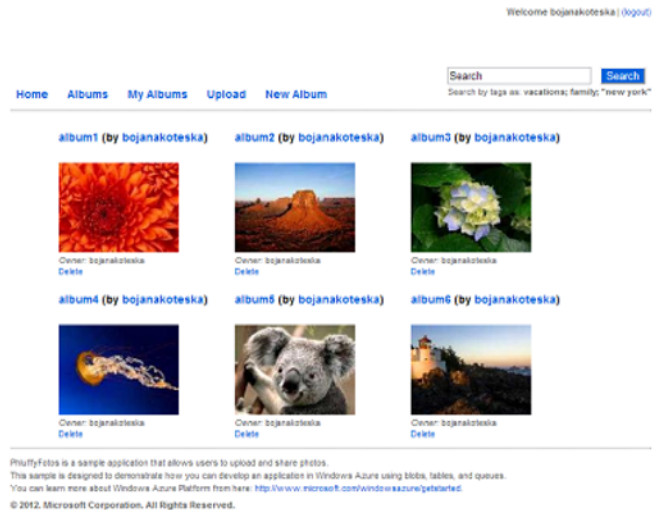 Welcome bojanakoteska | (logout)
Search
Search
Home Albums My Albums Upload New Album
Search by tags as: vacations; family; "new york"
album1 (by bojanakoteska) album2 (by bojanakoteska) album3 (by bojanakoteska)
Owner: bojanakoteska Owner: bojanakoteska Owner: bojanakoteska
Delete Delete Delete
album4 (by bojanakoteska) album5 (by bojanakoteska) album6 (by bojanakoteska)
Owner: bojanakoteska Owner: bojanakoteska Owner: bojanakoteska
Delete Delete Delete
PhluffyFotos is a sample application that allows users to upload and share photos.
This sample is designed to demonstrate how you can develop an application in Windows Azure using blobs, tables, and queues.
You can learn more about Windows Azure Platform from here: http://www.microsoft.com/windowsazure/getstarted.
© 2012. Microsoft Corporation. All Rights Reserved.